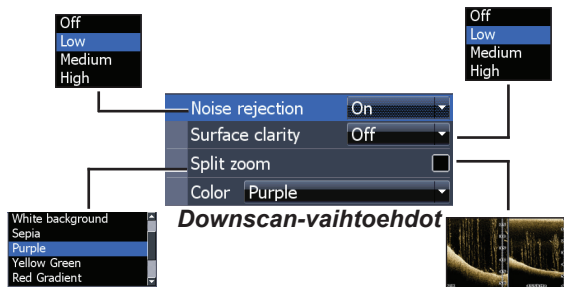 Off
Low
Medium
High
Off
Low
Medium
High
Noise rejection On
Surface clarity Off
Split zoom
Color Purple
Downscan-vaihtoehdot
White background
Sepia
Purple
Yellow Green
Red Gradient